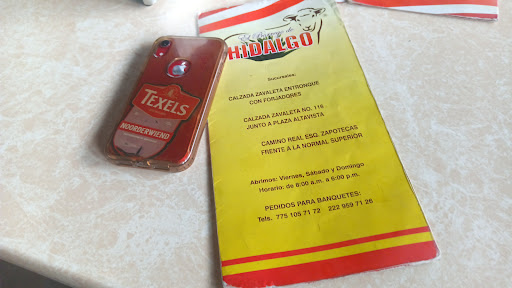 TEXELS
NOORDERWIEND
HIDALGO
Sucursales:
CALZADA ZAVALETA ENTRONQUE
CON FORJADORES
CALZADA ZAVALETA NO. 116
JUNTO A PLAZA ALTAVISTA
CAMINO REAL ESQ. ZAPOTECAS
FRENTE A LA NORMAL SUPERIOR
Abrimos: Viernes, Sábado y Domingo
Horario: de 8:00 a.m. a 6:00 p.m.
PEDIDOS PARA BANQUETES:
Tels. 775 105 71 72 222 959 71 26